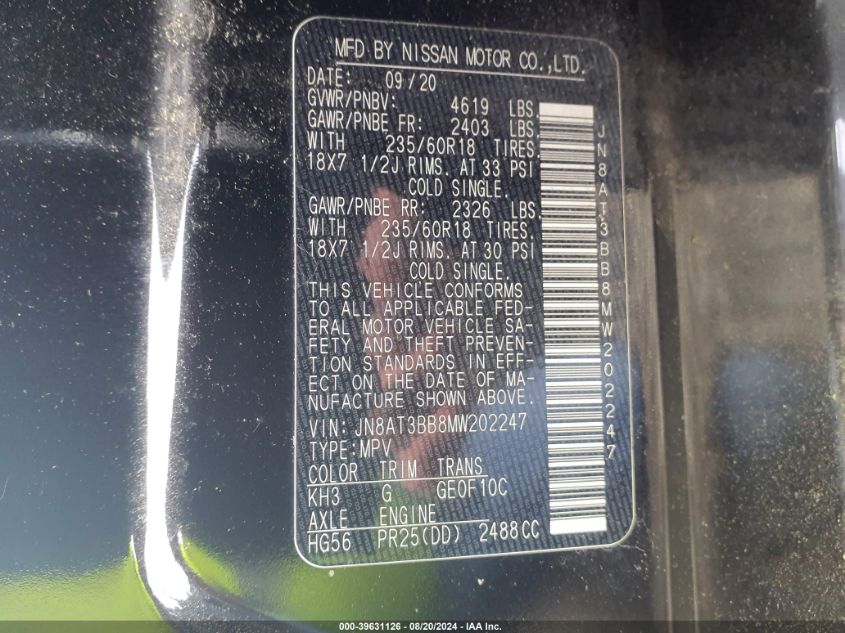 MFD BY NISSAN MOTOR CO.,LTD.
DATE: 09/20
GVWR/PNBV: 4619 LBS.
GAWR/PNBE FR: 2403 LBS.
WITH 235/60R18 TIRES.
18X7 1/2J RIMS. AT 33 PSI
COLD SINGLE.
GAWR/PNBE RR: 2326 LBS.
WITH 235/60R18 TIRES.
18X7 1/2J RIMS. AT 30 PSI
COLD SINGLE.
THIS VEHICLE CONFORMS
TO ALL APPLICABLE FED-
ERAL MOTOR VEHICLE SA-
FETY AND THEFT PREVEN-
TION STANDARDS IN EFF-
ECT ON THE DATE OF MA-
NUFACTURE SHOWN ABOVE.
VIN: JN8AT3BB8MW202247
TYPE:MPV
COLOR TRIM TRANS
KH3 G GE0F10C
AXLE ENGINE
HG56 PR25(DD) 2488CC
JN8AT3BB8MW202247
000-39631126 - 08/20/2024 - IAA Inc.